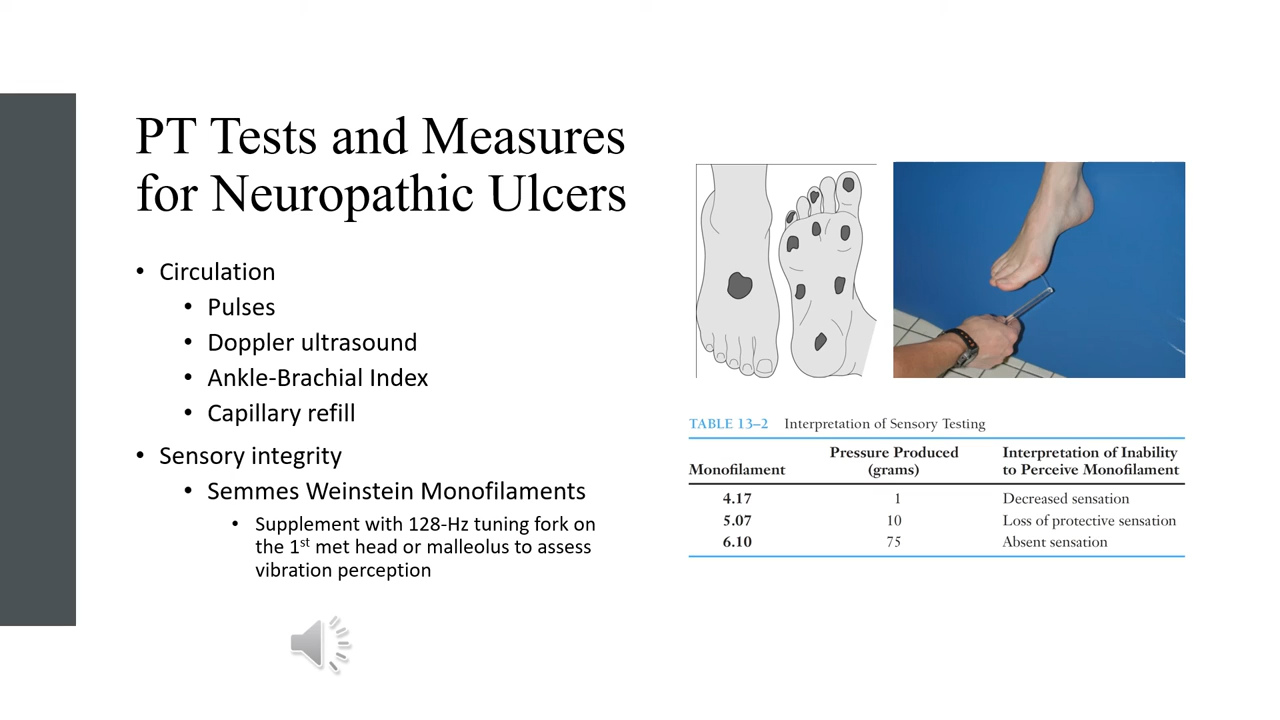 PT Tests and Measures
for Neuropathic Ulcers
• Circulation
• Pulses
• Doppler ultrasound
• Ankle-Brachial Index
• Capillary refill
• Sensory integrity
• Semmes Weinstein Monofilaments
• Supplement with 128-Hz tuning fork on
the 1st met head or malleolus to assess
vibration perception
TABLE 13–2 Interpretation of Sensory Testing
Monofilament Pressure Produced (grams) Interpretation of Inability to Perceive Monofilament
4.17 1 Decreased sensation
5.07 10 Loss of protective sensation
6.10 75 Absent sensation